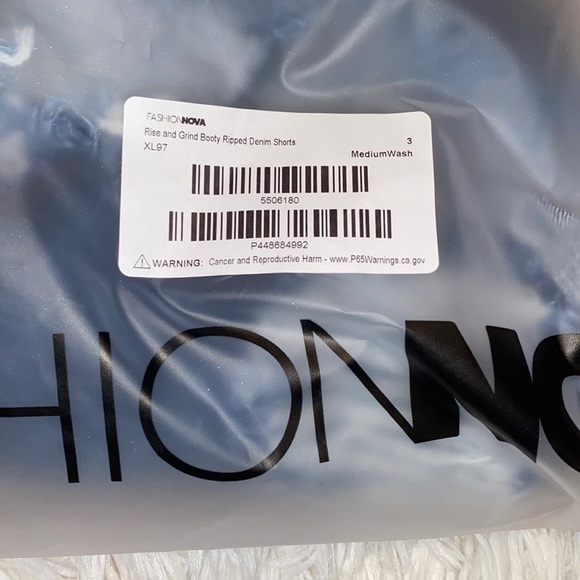 FASHIONNOVA
Rise and Grind Booty Ripped Denim Shorts 3
XL97 MediumWash
5506180
P448684992
WARNING: Cancer and Reproductive Harm - www.P65Warnings.ca.gov
HIONNO